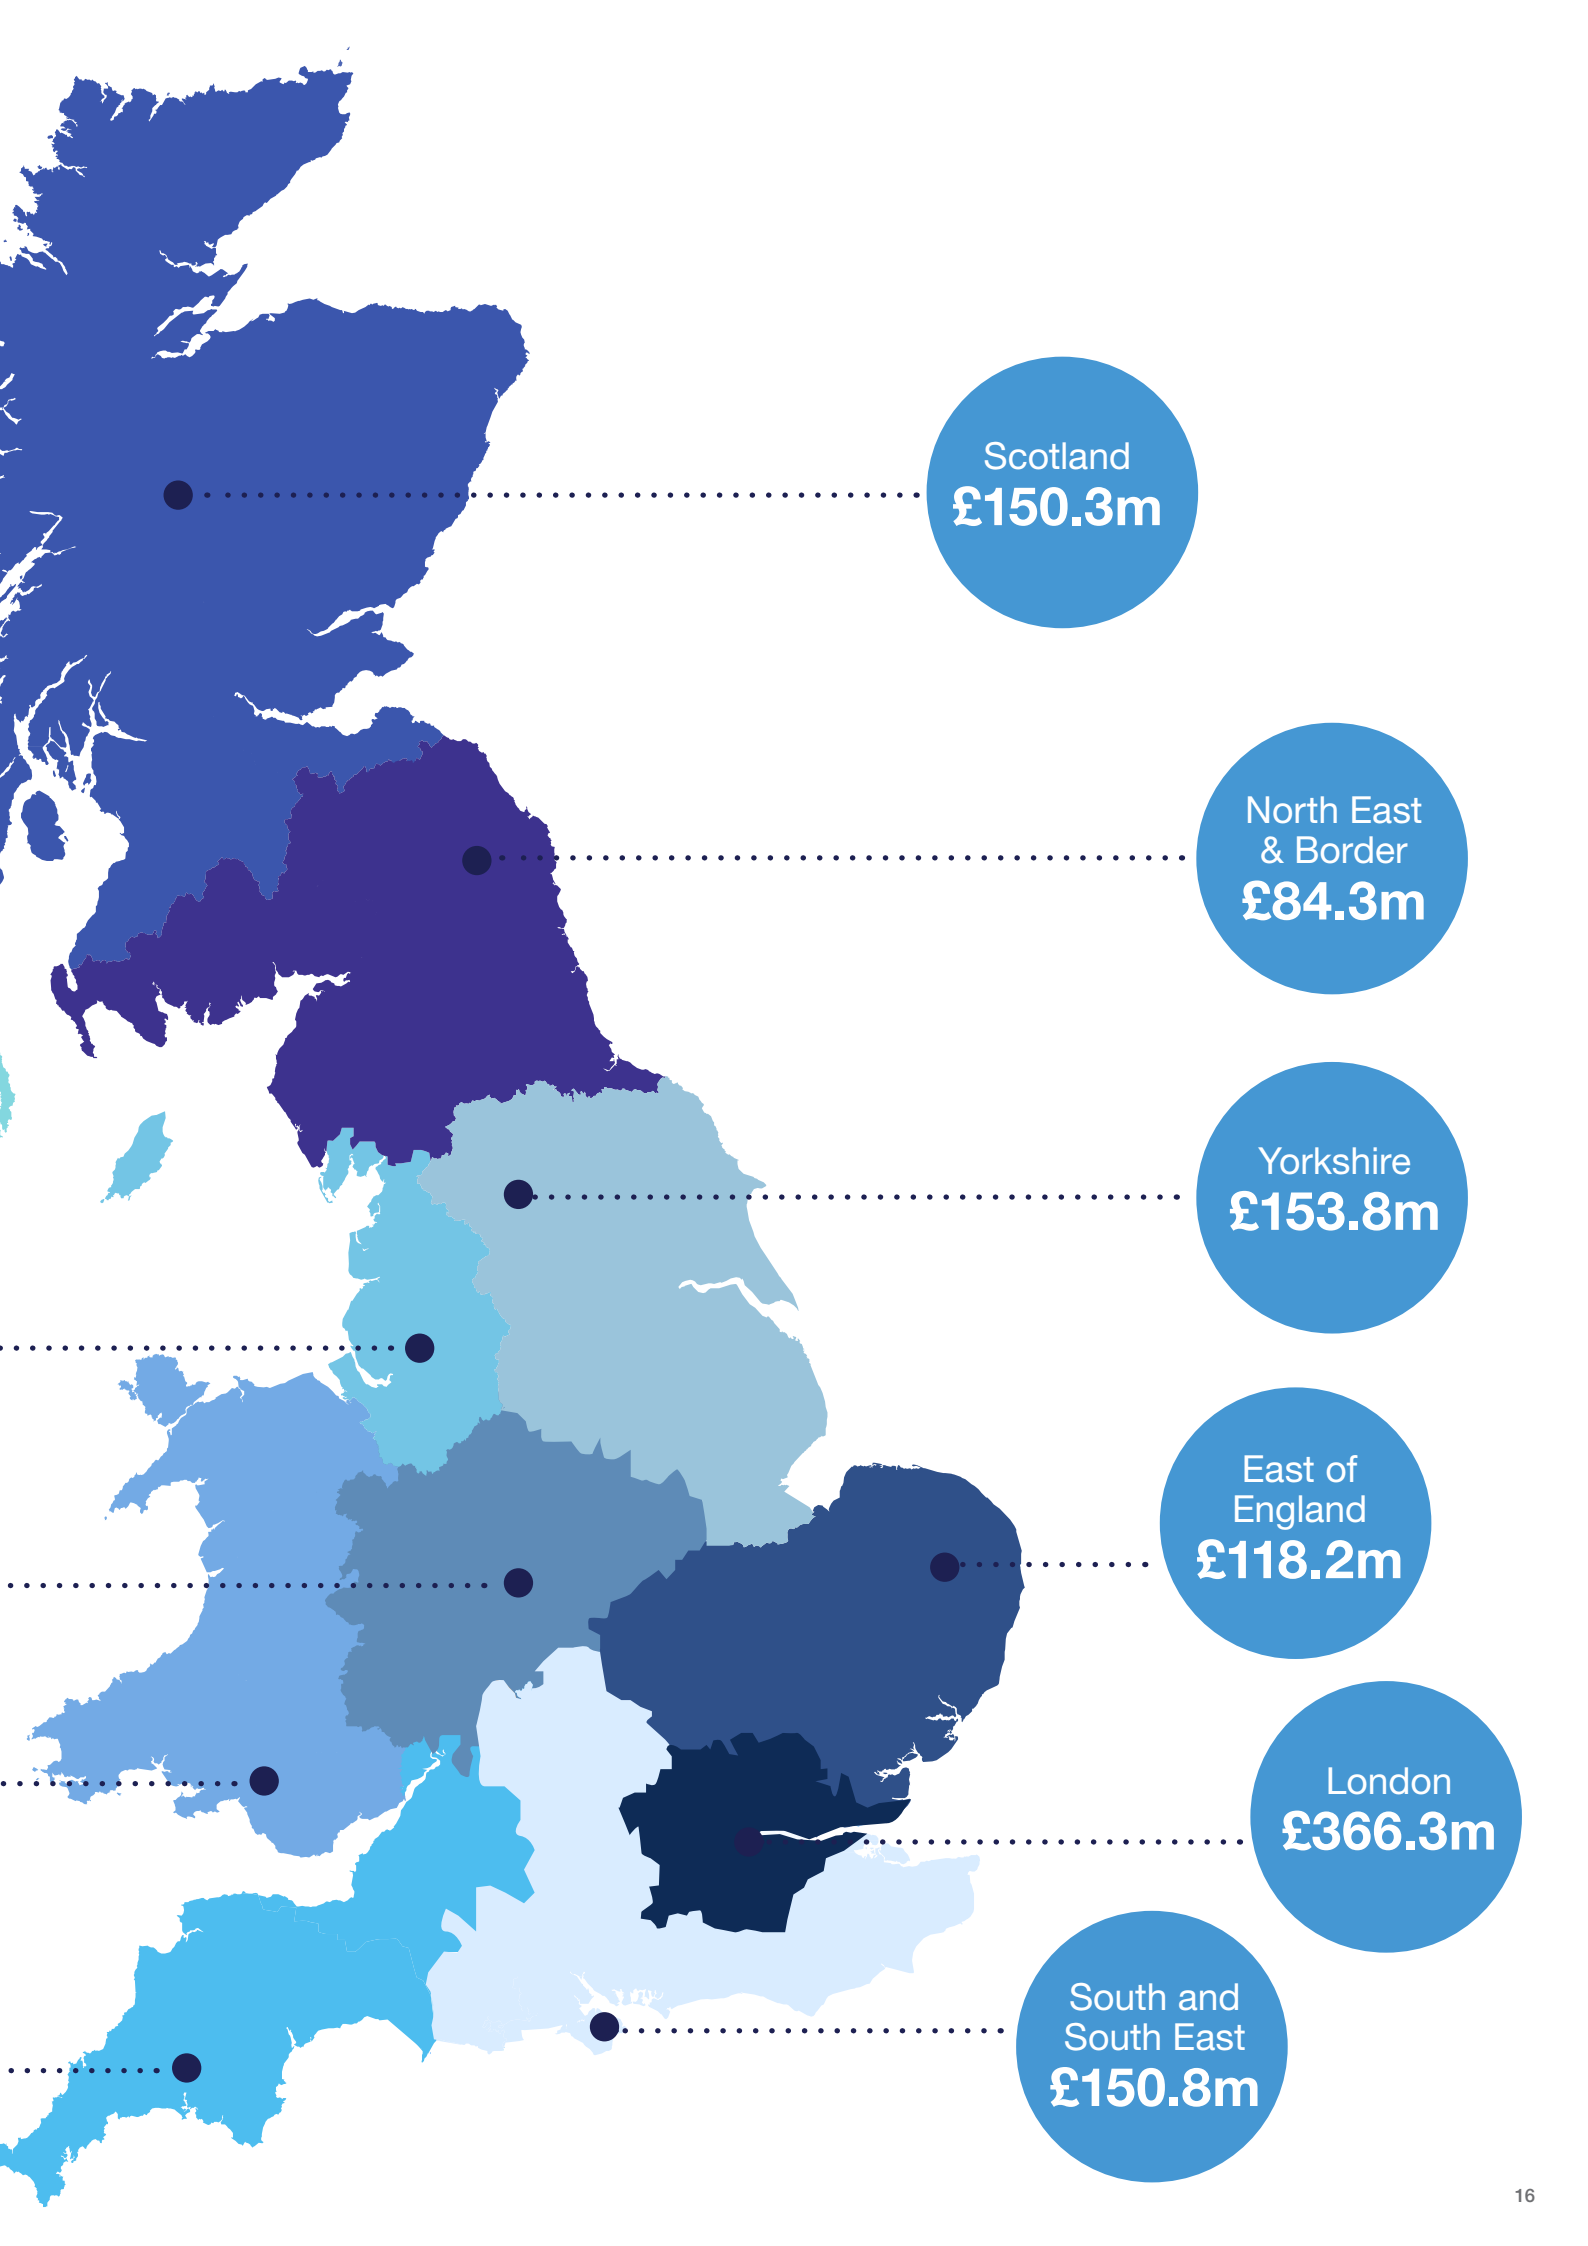 Scotland
£150.3m
North East
& Border
£84.3m
Yorkshire
£153.8m
East of
England
£118.2m
London
£366.3m
South and
South East
£150.8m
16